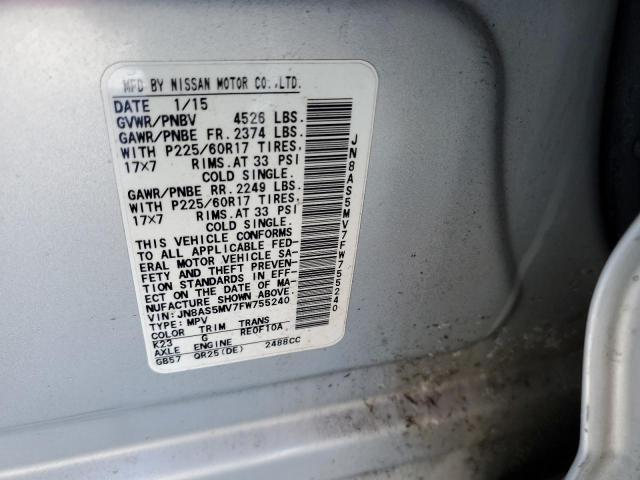 MFD BY NISSAN MOTOR CO.,LTD.
DATE 1/15
GVWR/PNBV 4526 LBS.
GAWR/PNBE FR. 2374 LBS.
WITH P225/60R17 TIRES,
17X7 RIMS, AT 33 PSI
COLD SINGLE.
GAWR/PNBE RR. 2249 LBS.
WITH P225/60R17 TIRES,
17X7 RIMS, AT 33 PSI
COLD SINGLE.
THIS VEHICLE CONFORMS
TO ALL APPLICABLE FED-
ERAL MOTOR VEHICLE SA-
FETY AND THEFT PREVEN-
TION STANDARDS IN EFF-
ECT ON THE DATE OF MA-
NUFACTURE SHOWN ABOVE.
VIN: JN8AS5MV7FW755240
TYPE: MPV
COLOR TRIM TRANS
K23 G RE0F10A
AXLE ENGINE
GB57 QR25(DE) 2488CC
JN8AS5MV7FW755240